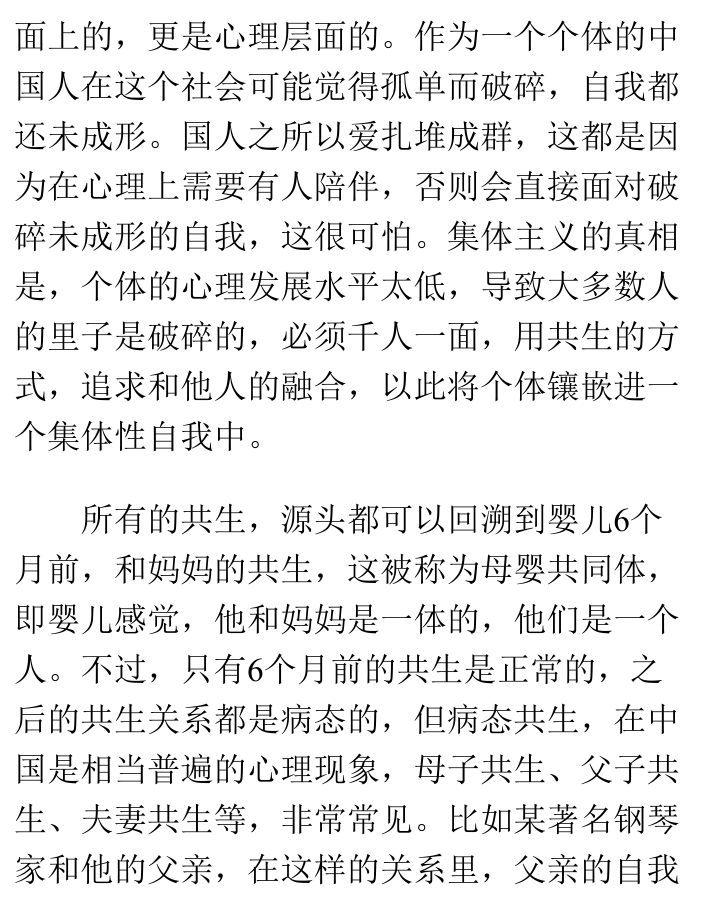 面上的，更是心理层面的。作为一个个体的中
国人在这个社会可能觉得孤单而破碎，自我都
还未成形。国人之所以爱扎堆成群，这都是因
为在心理上需要有人陪伴，否则会直接面对破
碎未成形的自我，这很可怕。集体主义的真相
是，个体的心理发展水平太低，导致大多数人
的里子是破碎的，必须千人一面，用共生的方
式，追求和他人的融合，以此将个体镶嵌进一
个集体性自我中。
所有的共生，源头都可以回溯到婴儿6个
月前，和妈妈的共生，这被称为母婴共同体，
即婴儿感觉，他和妈妈是一体的，他们是一个
人。不过，只有6个月前的共生是正常的，之
后的共生关系都是病态的，但病态共生，在中
国是相当普遍的心理现象，母子共生、父子共
生、夫妻共生等，非常常见。比如某著名钢琴
家和他的父亲，在这样的关系里，父亲的自我